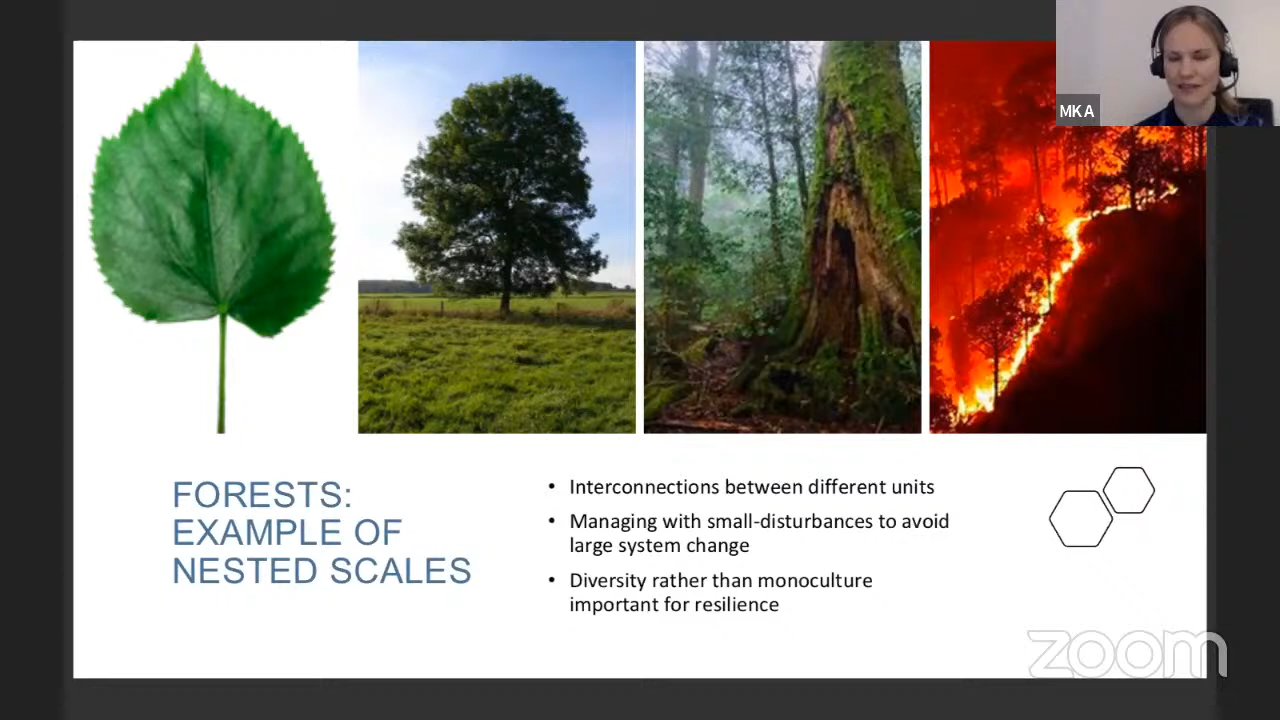 MKA
FORESTS:
EXAMPLE OF
NESTED SCALES
• Interconnections between different units
• Managing with small-disturbances to avoid
large system change
• Diversity rather than monoculture
important for resilience
zoom